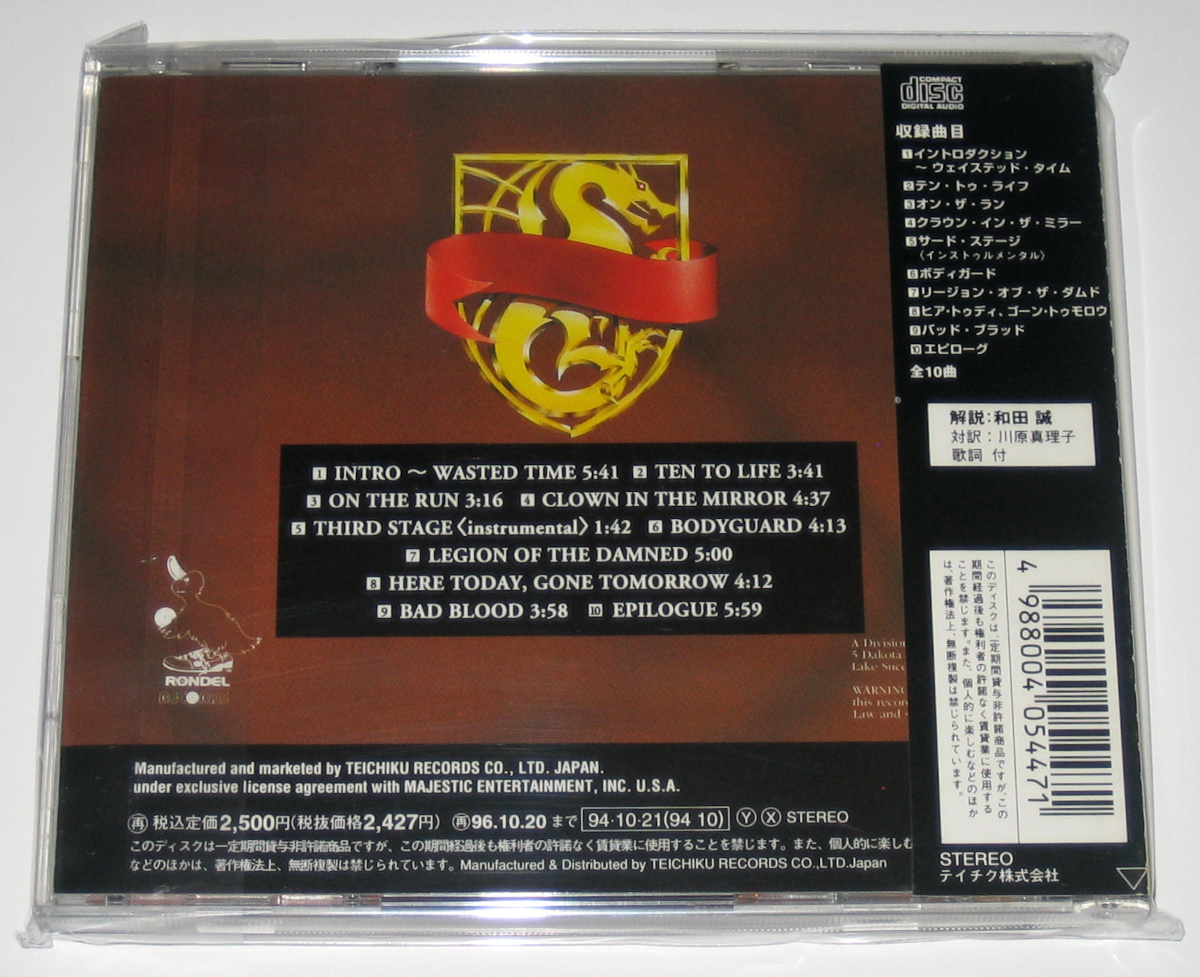 1 INTRO ～ WASTED TIME 5:41 2 TEN TO LIFE 3:41
3 ON THE RUN 3:16 4 CLOWN IN THE MIRROR 4:37
5 THIRD STAGE〈instrumental〉1:42 6 BODYGUARD 4:13
7 LEGION OF THE DAMNED 5:00
8 HERE TODAY, GONE TOMORROW 4:12
9 BAD BLOOD 3:58 10 EPILOGUE 5:59
RONDEL
RECORDS
A Division
5 Dakota
Lake Succ
WARNING
this record
Law and
Manufactured and marketed by TEICHIKU RECORDS CO., LTD. JAPAN.
under exclusive license agreement with MAJESTIC ENTERTAINMENT, INC. U.S.A.
再 税込定価2,500円(税抜価格2,427円) 再96.10.20 まで 94·10·21(94 10) Y X STEREO
このディスクは一定期間貸与非許諾商品ですが、この期間経過後も権利者の許諾なく賃貸業に使用することを禁じます。また、個人的に楽しむ
などのほかは、著作権法上、無断複製は禁じられています。Manufactured & Distributed by TEICHIKU RECORDS CO.,LTD.Japan
COMPACT
disc
DIGITAL AUDIO
収録曲目
1イントロダクション
～ ウェイステッド・タイム
2テン・トゥ・ライフ
3オン・ザ・ラン
4クラウン・イン・ザ・ミラー
5サード・ステージ
〈インストゥルメンタル〉
6ボディガード
7リージョン・オブ・ザ・ダムド
8ヒア・トゥディ、ゴーン・トゥモロウ
9バッド・ブラッド
10エピローグ
全10曲
解説：和田 誠
対訳：川原真理子
歌詞 付
このディスクは、一定期間貸与非許諾商品ですが、この
期間経過後も権利者の許諾なく賃貸業に使用する
ことを禁じます。また、個人的に楽しむなどのほか
は、著作権法上、無断複製は禁じられています。
4 988004 054471
STEREO
テイチク株式会社